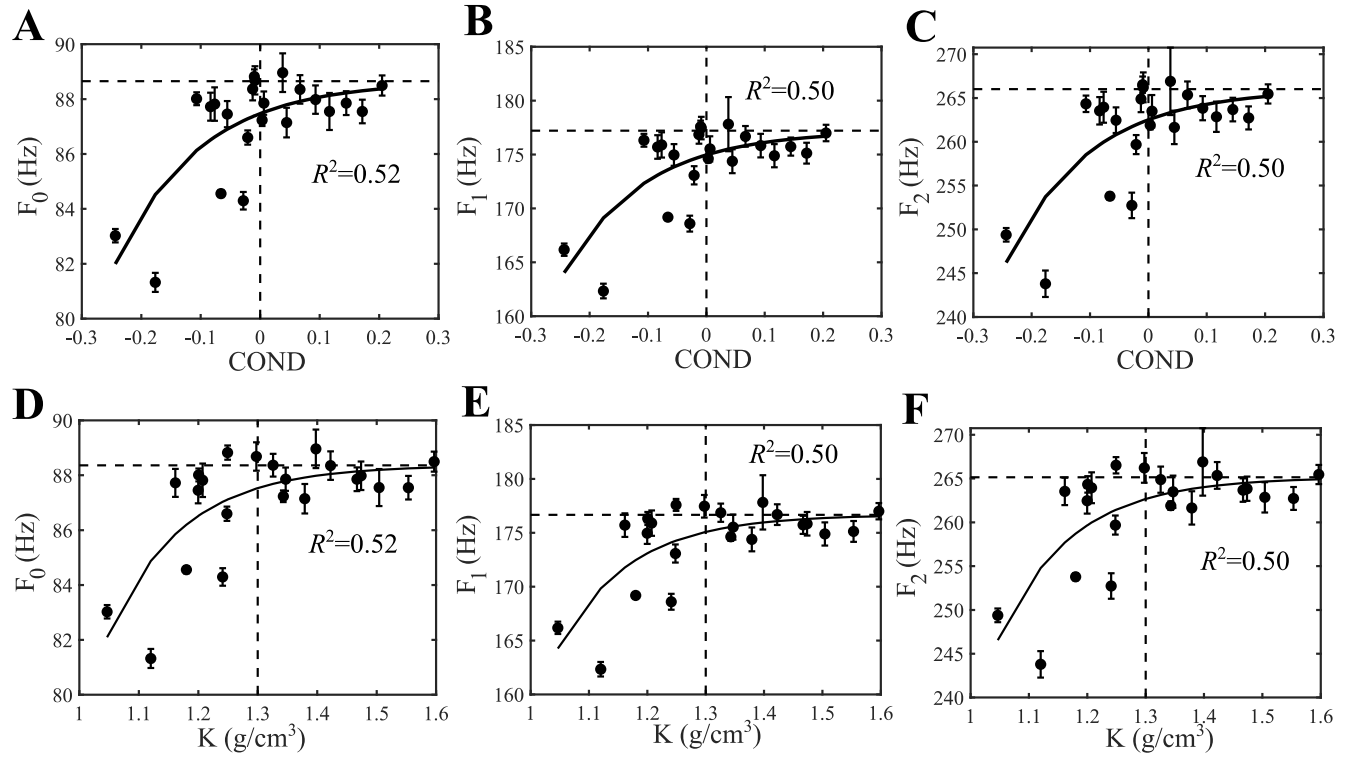 A
B
C
90
88
86
84
82
80
F0 (Hz)
R2=0.52
-0.3 -0.2 -0.1 0 0.1 0.2 0.3
COND
185
180
175
170
165
160
F1 (Hz)
R2=0.50
-0.3 -0.2 -0.1 0 0.1 0.2 0.3
COND
270
265
260
255
250
245
240
F2 (Hz)
R2=0.50
-0.3 -0.2 -0.1 0 0.1 0.2 0.3
COND
D
E
F
90
88
86
84
82
80
F0 (Hz)
R2=0.52
1 1.1 1.2 1.3 1.4 1.5 1.6
K (g/cm3)
185
180
175
170
165
160
F1 (Hz)
R2=0.50
1 1.1 1.2 1.3 1.4 1.5 1.6
K (g/cm3)
270
265
260
255
250
245
240
F2 (Hz)
R2=0.50
1 1.1 1.2 1.3 1.4 1.5 1.6
K (g/cm3)